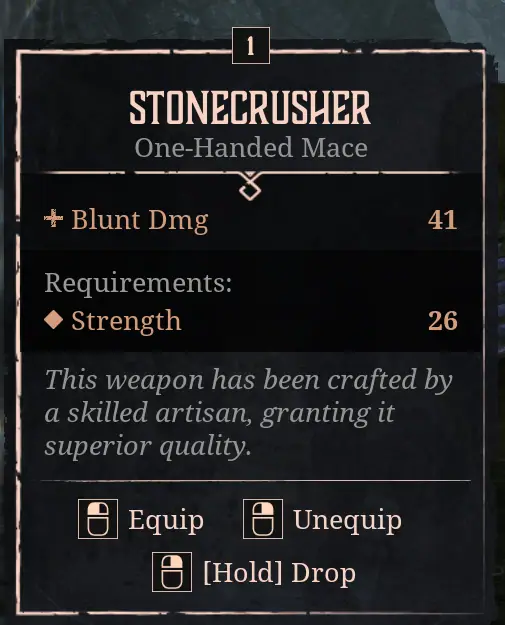 1
STONECRUSHER
One-Handed Mace
Blunt Dmg 41
Requirements:
Strength 26
This weapon has been crafted by
a skilled artisan, granting it
superior quality.
Equip Unequip
[Hold] Drop